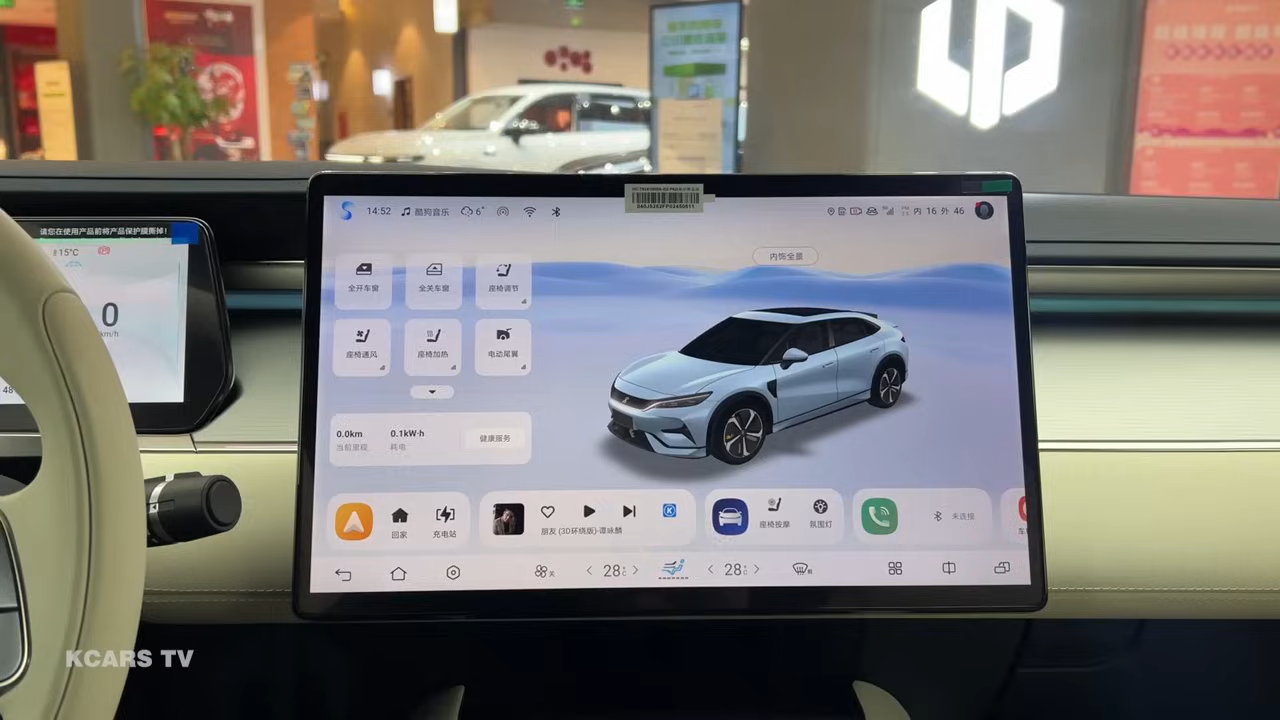 请您在使用产品前将产品保护膜撕掉!
15°C
0
km/h
48
14:52 酷狗音乐 6°
内 16 外 46
内饰全景
全开车窗 全关车窗 座椅调节
座椅通风 座椅加热 电动尾翼
0.0km 0.1kW·h 健康服务
当前里程 耗电
回家 充电站
朋友 (3D环绕版)-谭咏麟
座椅按摩 氛围灯
未连接
关 28°C 28°C 前
KCARS TV